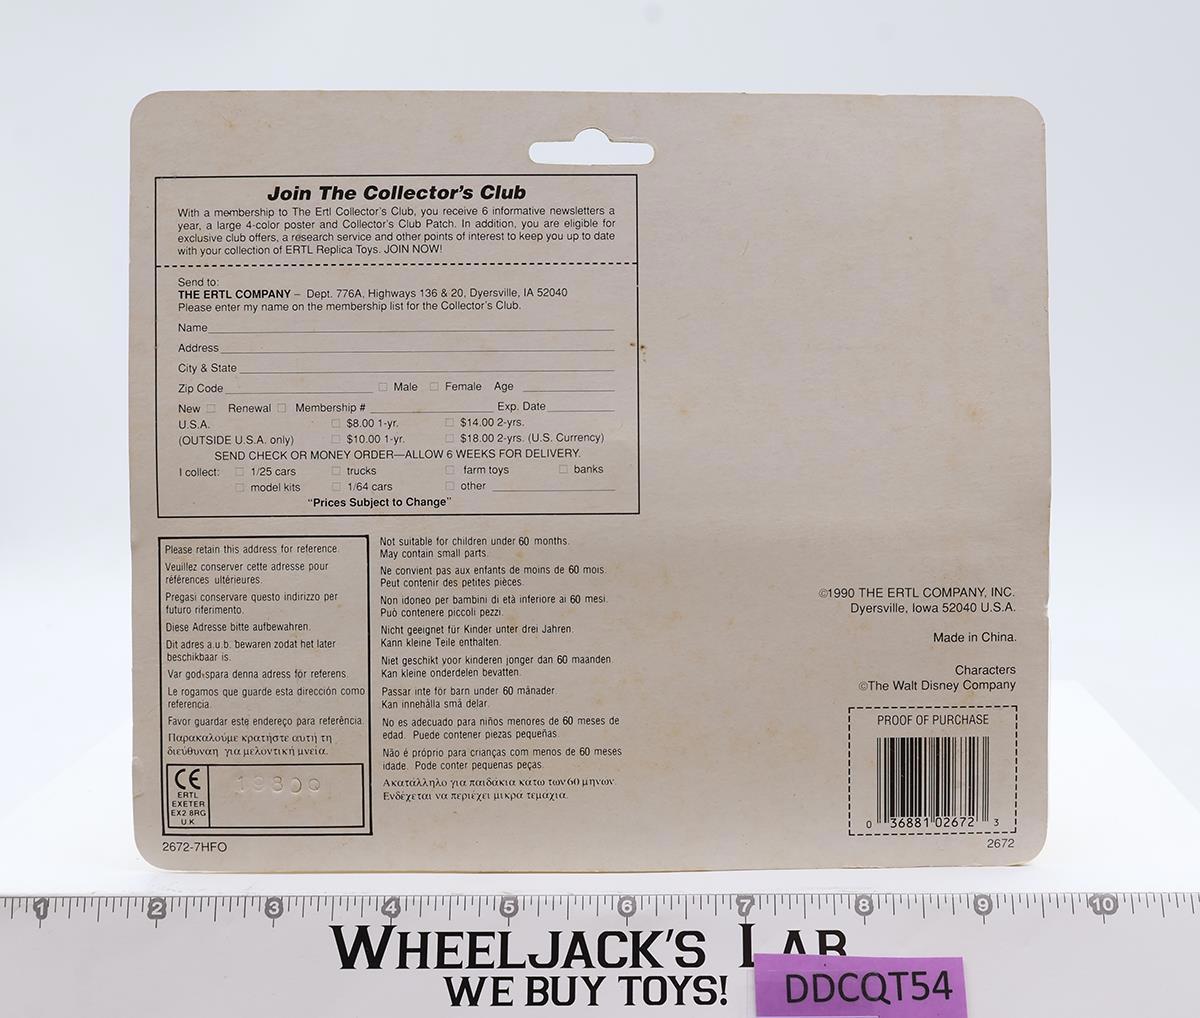 Join The Collector's Club
With a membership to The Ertl Collector's Club, you receive 6 informative newsletters a
year, a large 4-color poster and Collector's Club Patch. In addition, you are eligible for
exclusive club offers, a research service and other points of interest to keep you up to date
with your collection of ERTL Replica Toys. JOIN NOW!
Send to:
THE ERTL COMPANY – Dept. 776A, Highways 136 & 20, Dyersville, IA 52040
Please enter my name on the membership list for the Collector's Club.
Name
Address
City & State
Zip Code Male Female Age
New Renewal Membership # Exp. Date
U.S.A. $8.00 1-yr. $14.00 2-yrs.
(OUTSIDE U.S.A. only) $10.00 1-yr. $18.00 2-yrs. (U.S. Currency)
SEND CHECK OR MONEY ORDER—ALLOW 6 WEEKS FOR DELIVERY.
I collect: 1/25 cars trucks farm toys banks
model kits 1/64 cars other
"Prices Subject to Change"
Please retain this address for reference.
Veuillez conserver cette adresse pour
références ultérieures.
Pregasi conservare questo indirizzo per
futuro riferimento.
Diese Adresse bitte aufbewahren.
Dit adres a.u.b. bewaren zodat het later
beschikbaar is.
Var god spara denna adress för referens.
Le rogamos que guarde esta dirección como
referencia.
Favor guardar este endereço para referência.
Παρακαλούμε κρατήστε αυτή τη
διεύθυναη για μελοντική μνεία.
CE
ERTL
EXETER
EX2 8RG
U.K
2672-7HFO
Not suitable for children under 60 months.
May contain small parts.
Ne convient pas aux enfants de moins de 60 mois.
Peut contenir des petites pièces.
Non idoneo per bambini di età inferiore ai 60 mesi.
Può contenere piccoli pezzi.
Nicht geeignet für Kinder unter drei Jahren.
Kann kleine Teile enthalten.
Niet geschikt voor kinderen jonger dan 60 maanden.
Kan kleine onderdelen bevatten.
Passar inte för barn under 60 månader.
Kan innehålla små delar.
No es adecuado para niños menores de 60 meses de
edad. Puede contener piezas pequeñas.
Não é próprio para crianças com menos de 60 meses
idade. Pode conter pequenas peças.
Ακατάλληλο για παιδάκια κατω των 60 μηνων.
Ενδέχεται να περιέχει μικρα τεμαχια.
©1990 THE ERTL COMPANY, INC.
Dyersville, Iowa 52040 U.S.A.
Made in China.
Characters
©The Walt Disney Company
PROOF OF PURCHASE
0 36881 02672 3
2672
1 2 3 4 5 6 7 8 9 10
WHEELJACK'S LAB
WE BUY TOYS!
DDCQT54